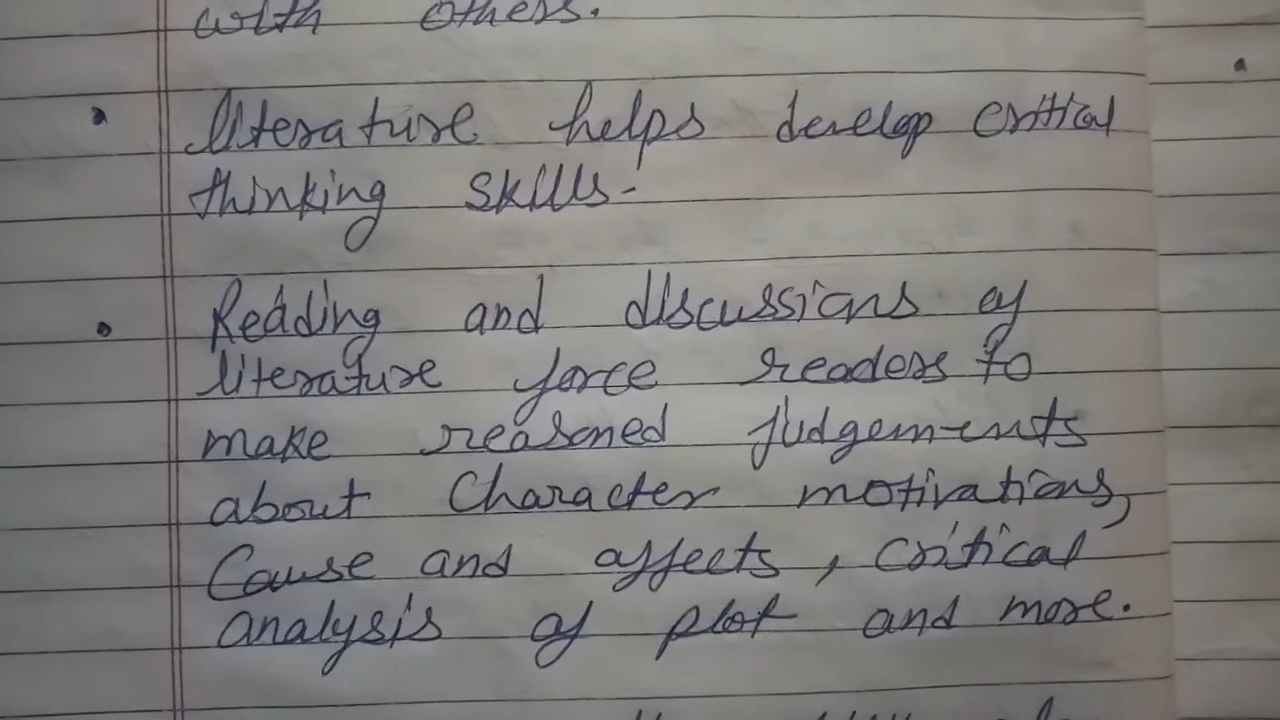 with others.
• literature helps develop critical
thinking skills-
• Reading and discussions of
literature force readers to
make reasoned judgements
about Character motivations,
Cause and affects, critical
analysis of plot and more.